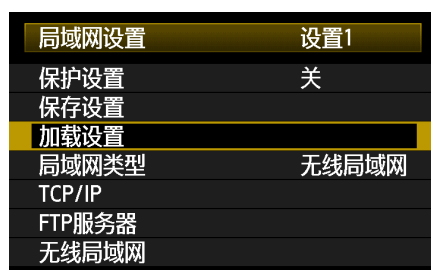 局域网设置 设置1
保护设置 关
保存设置
加载设置
局域网类型 无线局域网
TCP/IP
FTP服务器
无线局域网